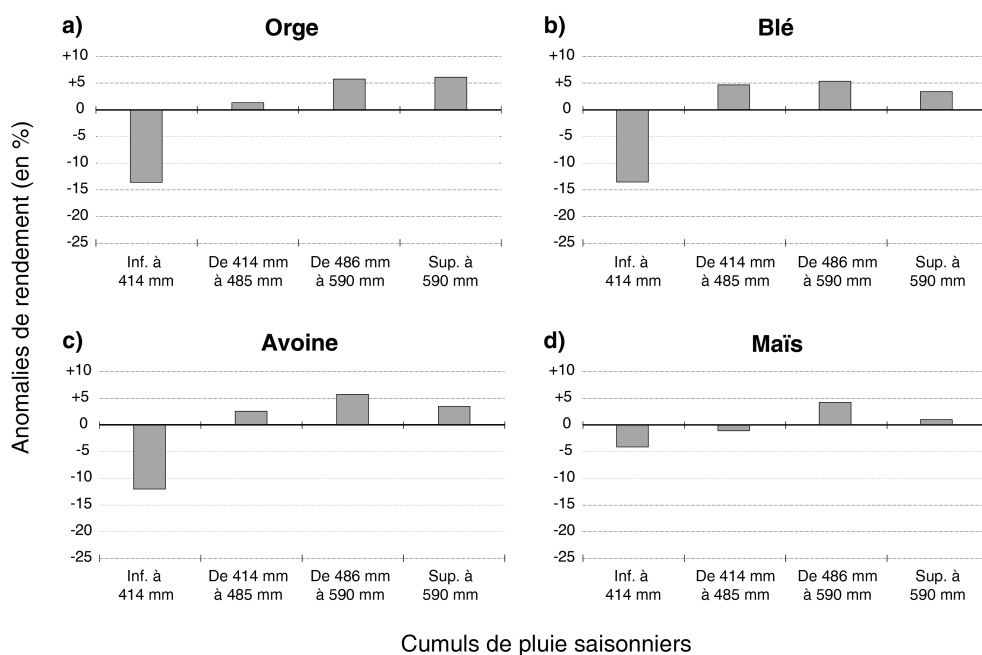 a)
Orge
+10
+5
0
-5
-10
-15
-20
-25
Inf. à
414 mm
De 414 mm
à 485 mm
De 486 mm
à 590 mm
Sup. à
590 mm
b)
Blé
+10
+5
0
-5
-10
-15
-20
-25
Inf. à
414 mm
De 414 mm
à 485 mm
De 486 mm
à 590 mm
Sup. à
590 mm
c)
Avoine
+10
+5
0
-5
-10
-15
-20
-25
Inf. à
414 mm
De 414 mm
à 485 mm
De 486 mm
à 590 mm
Sup. à
590 mm
d)
Maïs
+10
+5
0
-5
-10
-15
-20
-25
Inf. à
414 mm
De 414 mm
à 485 mm
De 486 mm
à 590 mm
Sup. à
590 mm
Anomalies de rendement (en %)
Cumuls de pluie saisonniers